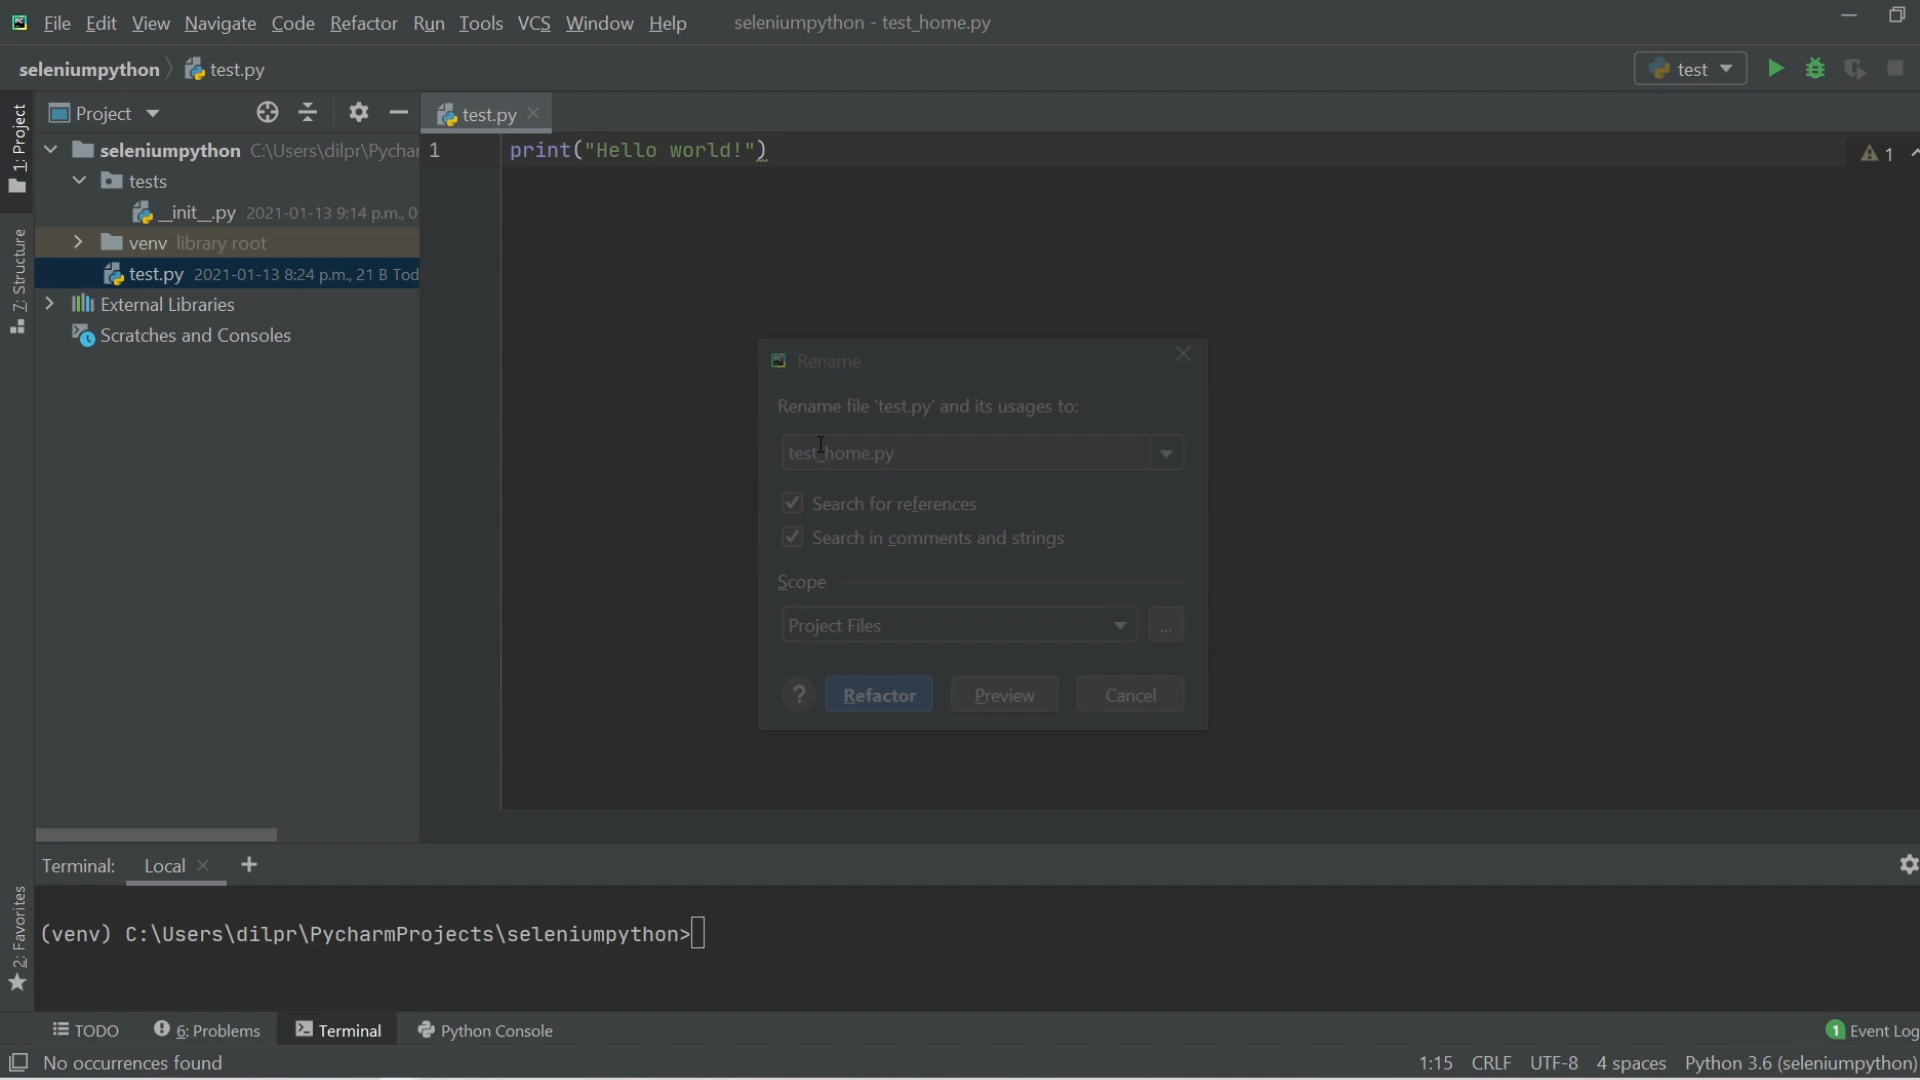 File Edit View Navigate Code Refactor Run Tools VCS Window Help seleniumpython - test_home.py
seleniumpython test.py test
Project test.py
1: Project
seleniumpython C:\Users\dilpr\Pychar
1 print("Hello world!") 1
tests
__init__.py 2021-01-13 9:14 p.m., 0
venv library root
7: Structure
test.py 2021-01-13 8:24 p.m., 21 B Tod
External Libraries
Scratches and Consoles
Rename
Rename file 'test.py' and its usages to:
test_home.py
Search for references
Search in comments and strings
Scope
Project Files ...
? Refactor Preview Cancel
Terminal: Local +
2: Favorites
(venv) C:\Users\dilpr\PycharmProjects\seleniumpython>
TODO 6: Problems Terminal Python Console 1 Event Log
No occurrences found 1:15 CRLF UTF-8 4 spaces Python 3.6 (seleniumpython)